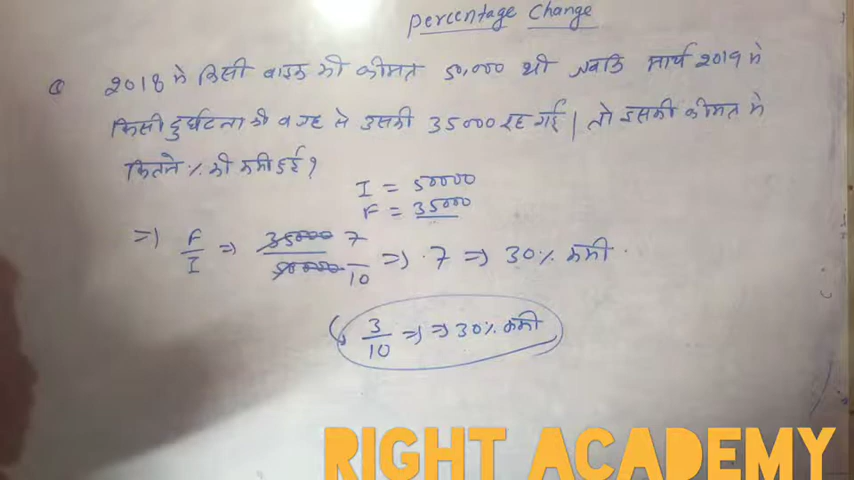 Percentage Change
Q 2018 मे किसी बाइक की कीमत 50,000 थी जबकि मार्च 2019 मे
किसी दुर्घटना की वजह से उसकी 35000 रह गई | तो इसकी कीमत मे
कितने % की कमी हुई ?
I = 50000
F = 35000
=> F/I => 35000/50000 7/10 => .7 => 30% कमी
3/10 => => 30% कमी
RIGHT ACADEMY